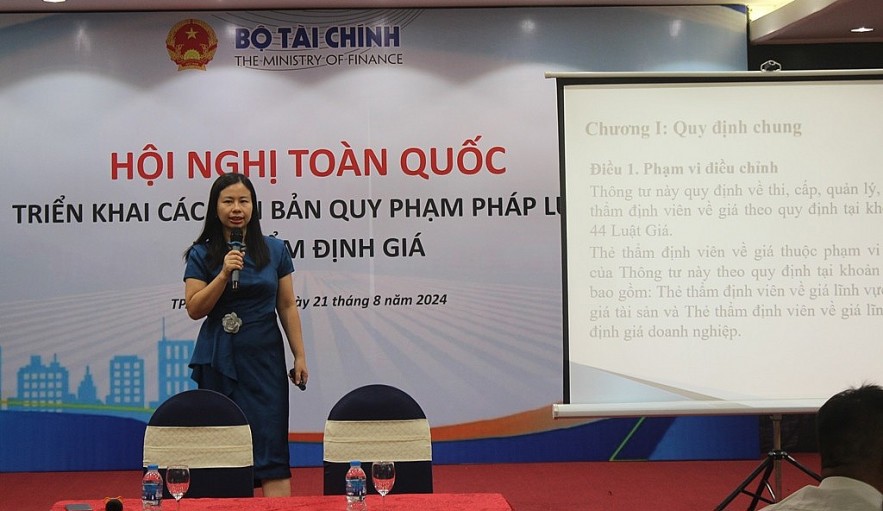 BỘ TÀI CHÍNH
THE MINISTRY OF FINANCE
HỘI NGHỊ TOÀN QUỐC
TRIỂN KHAI CÁC BẢN QUY PHẠM PHÁP
ĐỊNH GIÁ
21 tháng 8 năm 2024
Chương I: Quy định chung
Điều 1. Phạm vi điều chỉnh
Thông tư này quy định về thi, cấp, quản lý,
thẩm định viên về giá theo quy định tại
44 Luật Giá.
Thẻ thẩm định viên về giá thuộc phạm vi
của Thông tư này theo quy định tại khoản
bao gồm: Thẻ thẩm định viên về giá lĩnh
giá tài sản và Thẻ thẩm định viên về giá
định giá doanh nghiệp.